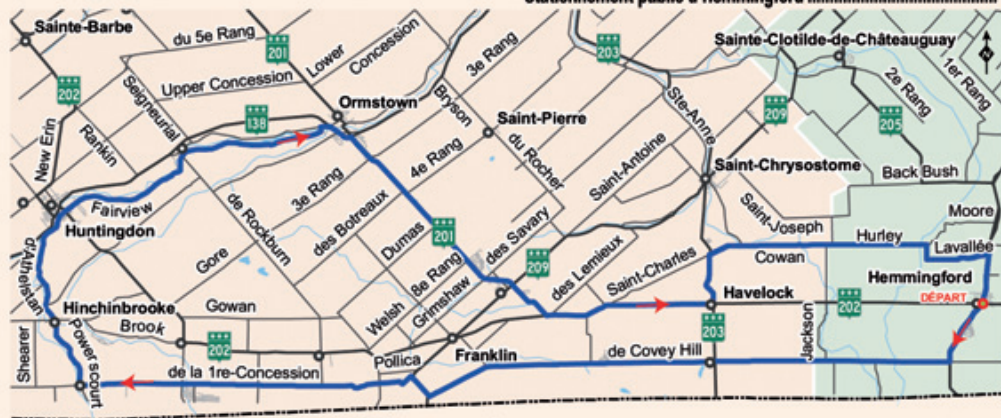 Stationnement public à Hemmingford
Sainte-Barbe
du 5e Rang
201
Lower
Concession
3e Rang
203
Sainte-Clotilde-de-Châteauguay
1er Rang
2e Rang
N
202
Seigneurial
Upper Concession
Bryson
Ste-Anne
209
205
138
Ormstown
Saint-Pierre
New Erin
Rankin
4e Rang
du Rocher
Saint-Antoine
Saint-Chrysostome
Back Bush
3e Rang
Fairview
de Rockburn
des Botreaux
Saint-Joseph
Moore
Huntingdon
Dumas
201
des Savary
Hurley
Lavallée
d'Athelstan
Gore
8e Rang
209
des Lemieux
Saint-Charles
Cowan
Hemmingford
Hinchinbrooke
Gowan
Welsh
Grimshaw
Havelock
202
DÉPART
Brook
203
Jackson
Shearer
Powerscourt
202
Pollica
Franklin
de Covey Hill
de la 1re-Concession